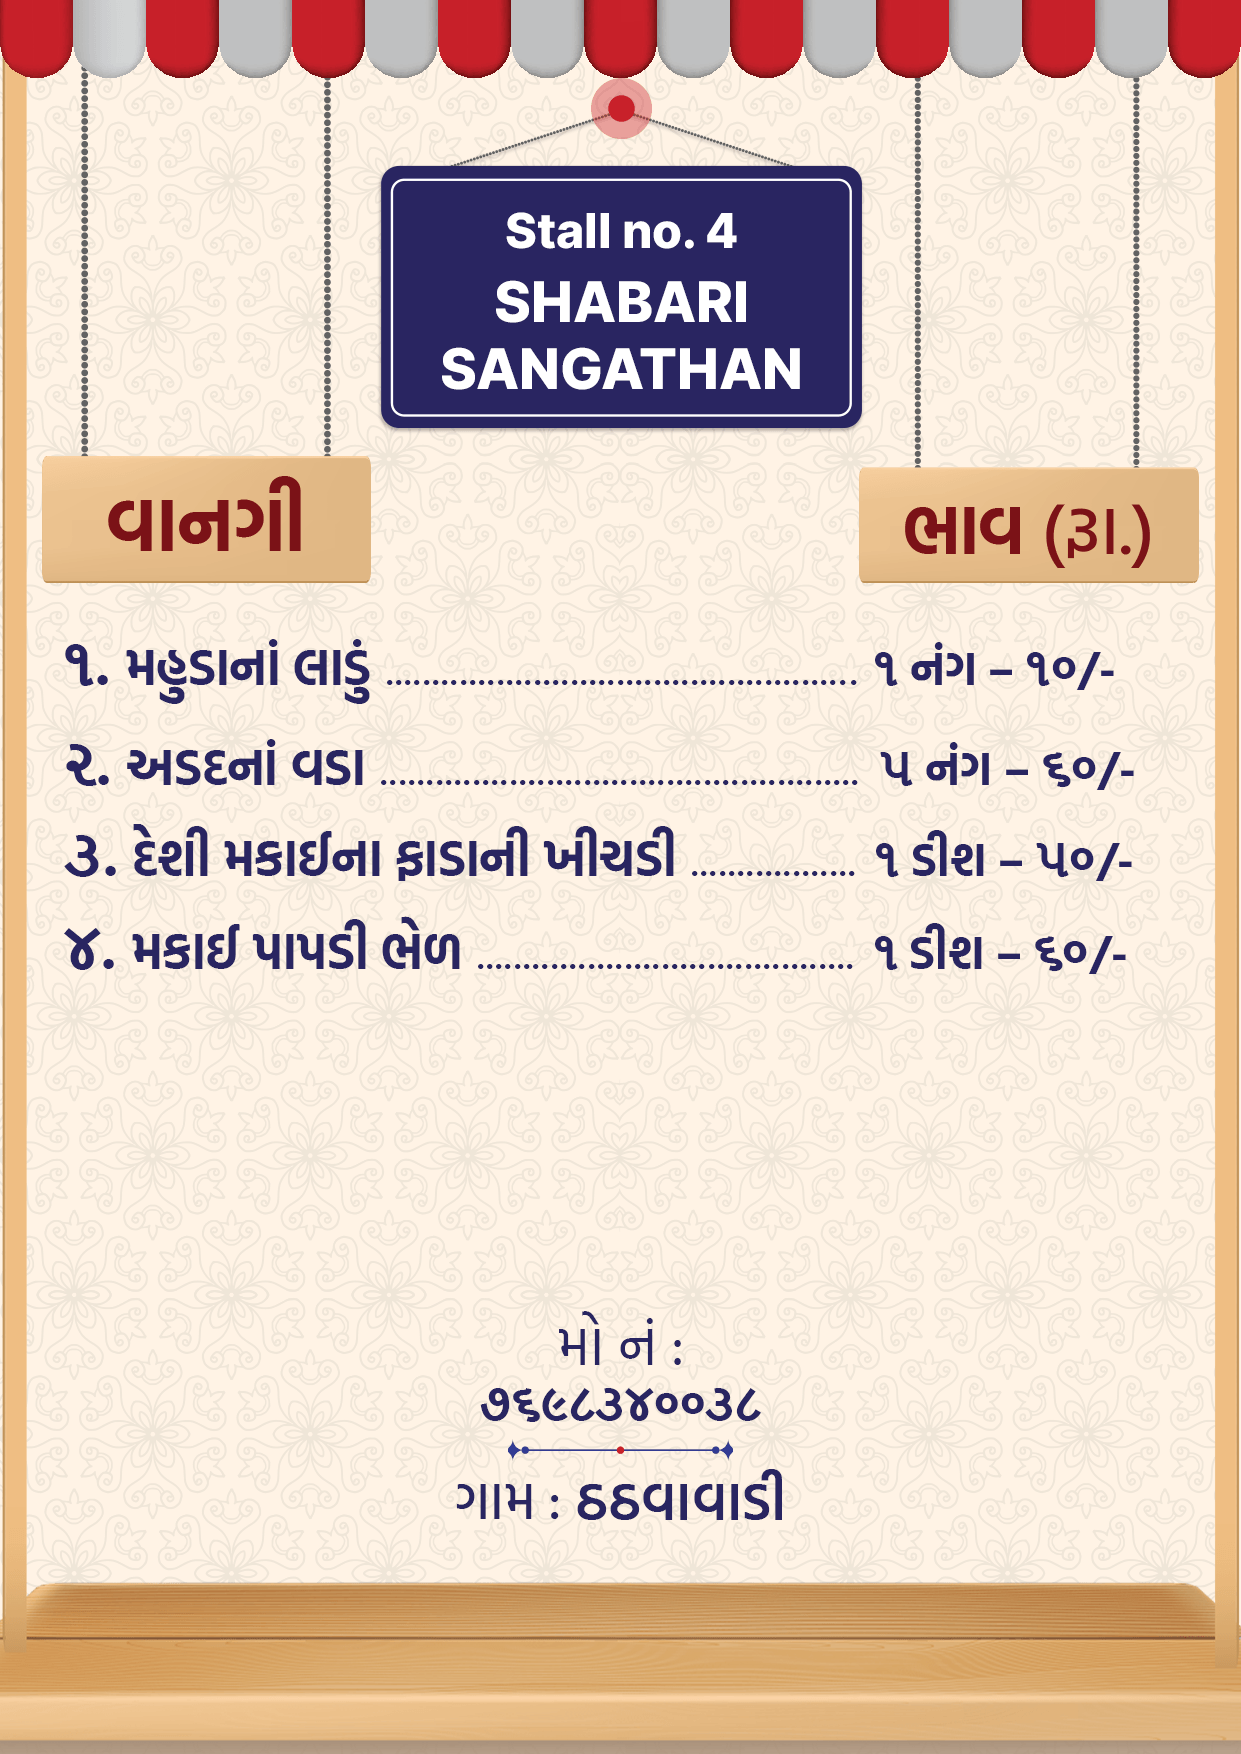 Stall no. 4
SHABARI
SANGATHAN
વાનગી
ભાવ (રૂા.)
૧. મહુડાનાં લાડું ........................................................ ૧ નંગ – ૧૦/-
૨. અડદનાં વડા ........................................................ ૫ નંગ – ૬૦/-
૩. દેશી મકાઈના ફાડાની ખીચડી .................. ૧ ડીશ – ૫૦/-
૪. મકાઈ પાપડી ભેળ ......................................... ૧ ડીશ – ૬૦/-
મો નં :
૭૬૯૮૩૪૦૦૩૮
ગામ : ઠઠવાવાડી